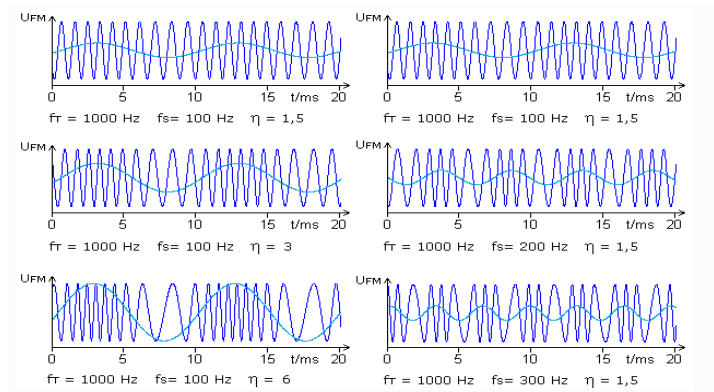 UFM UFM
0 5 10 15 t/ms 20 0 5 10 15 t/ms 20
fT = 1000 Hz fs= 100 Hz η = 1,5 fT = 1000 Hz fs= 100 Hz η = 1,5
UFM UFM
0 5 10 15 t/ms 20 0 5 10 15 t/ms 20
fT = 1000 Hz fs= 100 Hz η = 3 fT = 1000 Hz fs= 200 Hz η = 1,5
UFM UFM
0 5 10 15 t/ms 20 0 5 10 15 t/ms 20
fT = 1000 Hz fs= 100 Hz η = 6 fT = 1000 Hz fs= 300 Hz η = 1,5